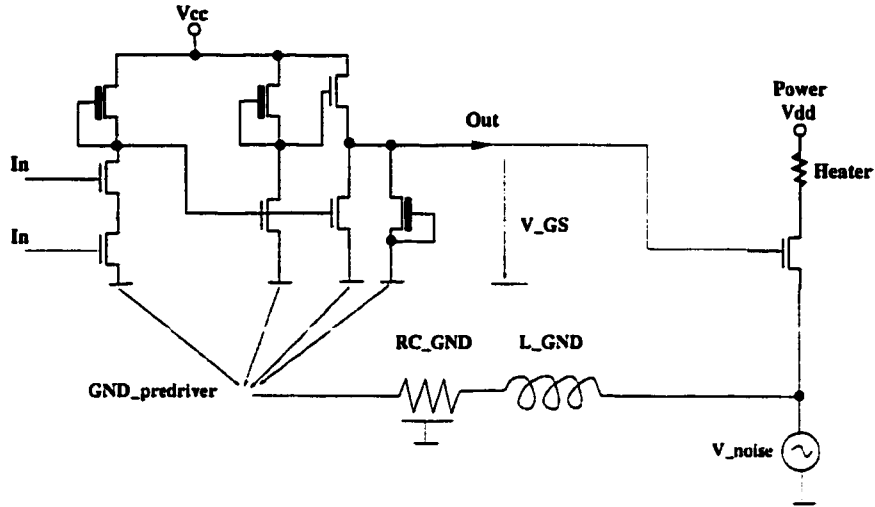 Vcc
Power
Vdd
Out
Heater
In
V_GS
In
RC_GND
L_GND
GND_predriver
V_noise